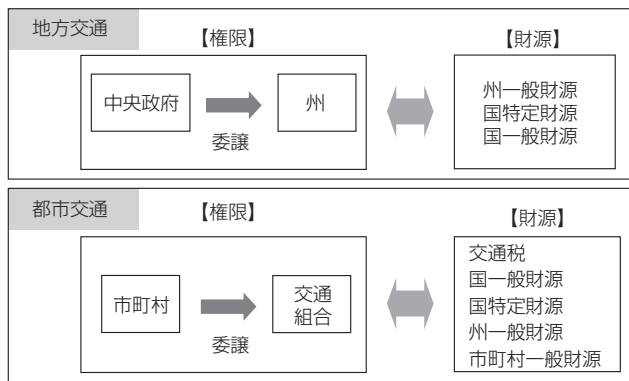 地方交通
【権限】
【財源】
中央政府
州
委譲
州一般財源
国特定財源
国一般財源
都市交通
【権限】
【財源】
市町村
交通
組合
委譲
交通税
国一般財源
国特定財源
州一般財源
市町村一般財源